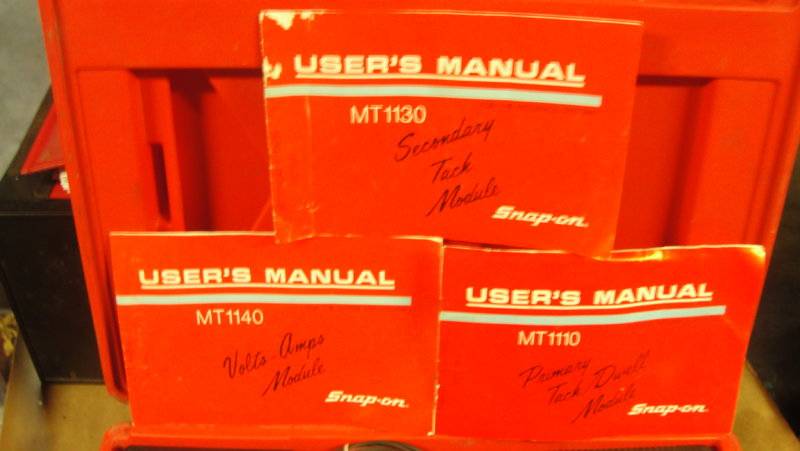 USER'S MANUAL
MT1130
Secondary
Tach
Module
Snap-on
USER'S MANUAL
MT1140
Volts-Amps
Module
Snap-on
USER'S MANUAL
MT1110
Primary
Tach/Dwell
Module
Snap-on